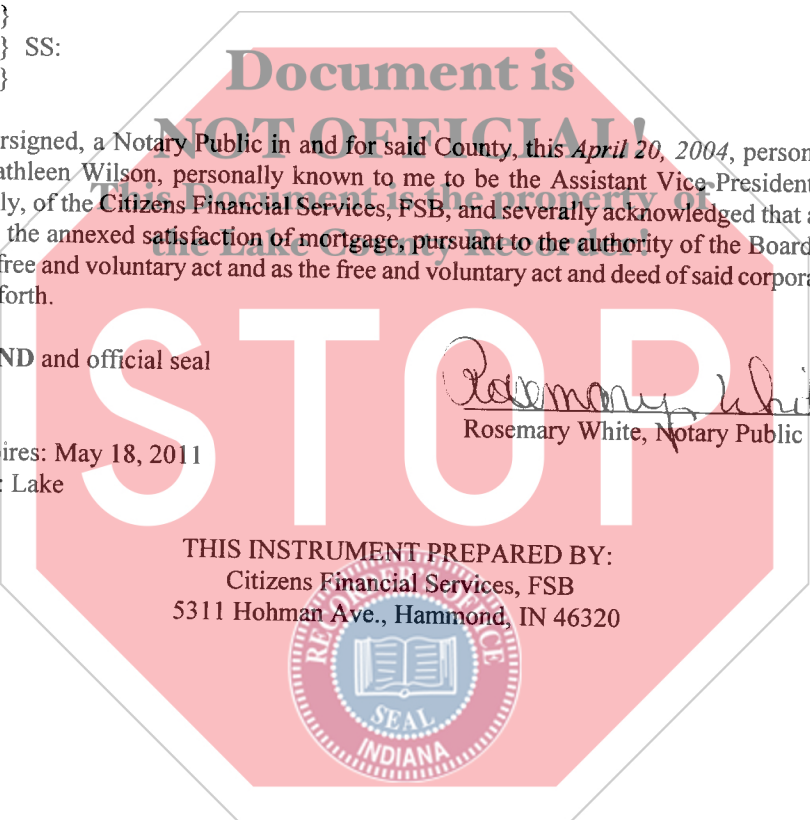 }
} SS:
}
Document is
NOT OFFICIAL!
This Document is the property of
the Lake County Recorder!
rsigned, a Notary Public in and for said County, this April 20, 2004, person
athleen Wilson, personally known to me to be the Assistant Vice-President
ly, of the Citizens Financial Services, FSB, and severally acknowledged that a
the annexed satisfaction of mortgage, pursuant to the authority of the Board
free and voluntary act and as the free and voluntary act and deed of said corpora
forth.
ND and official seal
STOP
Rosemary Whi
Rosemary White, Notary Public
ires: May 18, 2011
: Lake
THIS INSTRUMENT PREPARED BY:
Citizens Financial Services, FSB
5311 Hohman Ave., Hammond, IN 46320
RECORDER'S OFFICE
SEAL
INDIANA